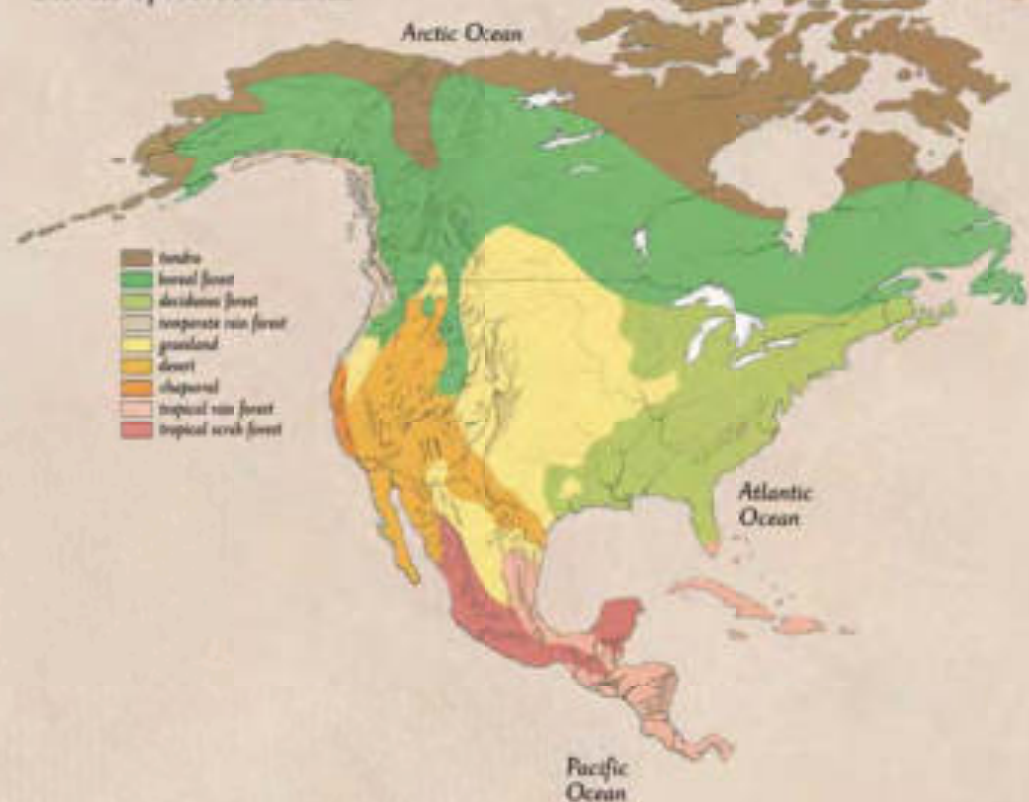 Arctic Ocean
tundra
boreal forest
deciduous forest
temperate rain forest
grassland
desert
chaparral
tropical rain forest
tropical scrub forest
Atlantic
Ocean
Pacific
Ocean